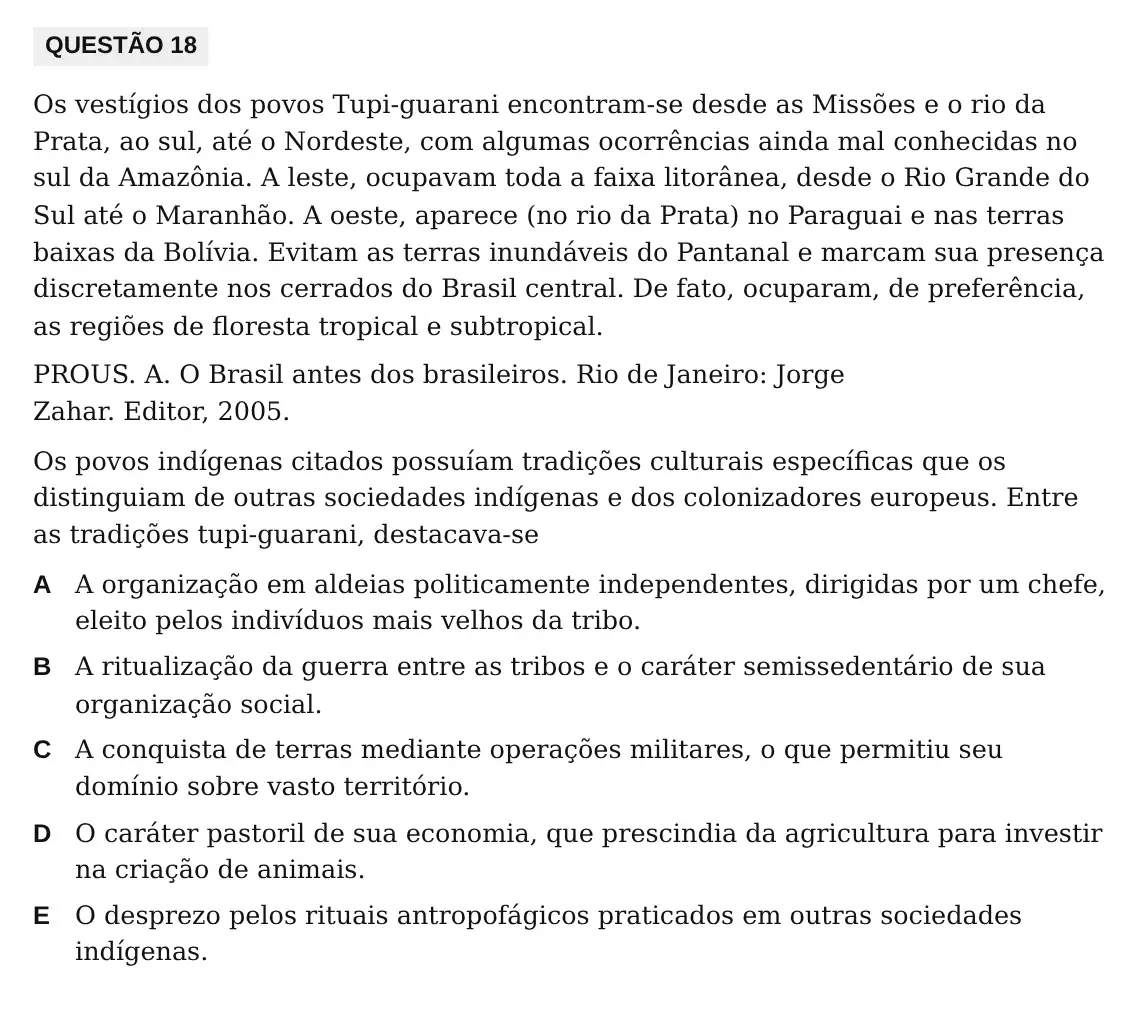 QUESTÃO 18
Os vestígios dos povos Tupi-guarani encontram-se desde as Missões e o rio da
Prata, ao sul, até o Nordeste, com algumas ocorrências ainda mal conhecidas no
sul da Amazônia. A leste, ocupavam toda a faixa litorânea, desde o Rio Grande do
Sul até o Maranhão. A oeste, aparece (no rio da Prata) no Paraguai e nas terras
baixas da Bolívia. Evitam as terras inundáveis do Pantanal e marcam sua presença
discretamente nos cerrados do Brasil central. De fato, ocuparam, de preferência,
as regiões de floresta tropical e subtropical.
PROUS. A. O Brasil antes dos brasileiros. Rio de Janeiro: Jorge
Zahar. Editor, 2005.
Os povos indígenas citados possuíam tradições culturais específicas que os
distinguiam de outras sociedades indígenas e dos colonizadores europeus. Entre
as tradições tupi-guarani, destacava-se
A A organização em aldeias politicamente independentes, dirigidas por um chefe,
eleito pelos indivíduos mais velhos da tribo.
B A ritualização da guerra entre as tribos e o caráter semissedentário de sua
organização social.
C A conquista de terras mediante operações militares, o que permitiu seu
domínio sobre vasto território.
D O caráter pastoril de sua economia, que prescindia da agricultura para investir
na criação de animais.
E O desprezo pelos rituais antropofágicos praticados em outras sociedades
indígenas.